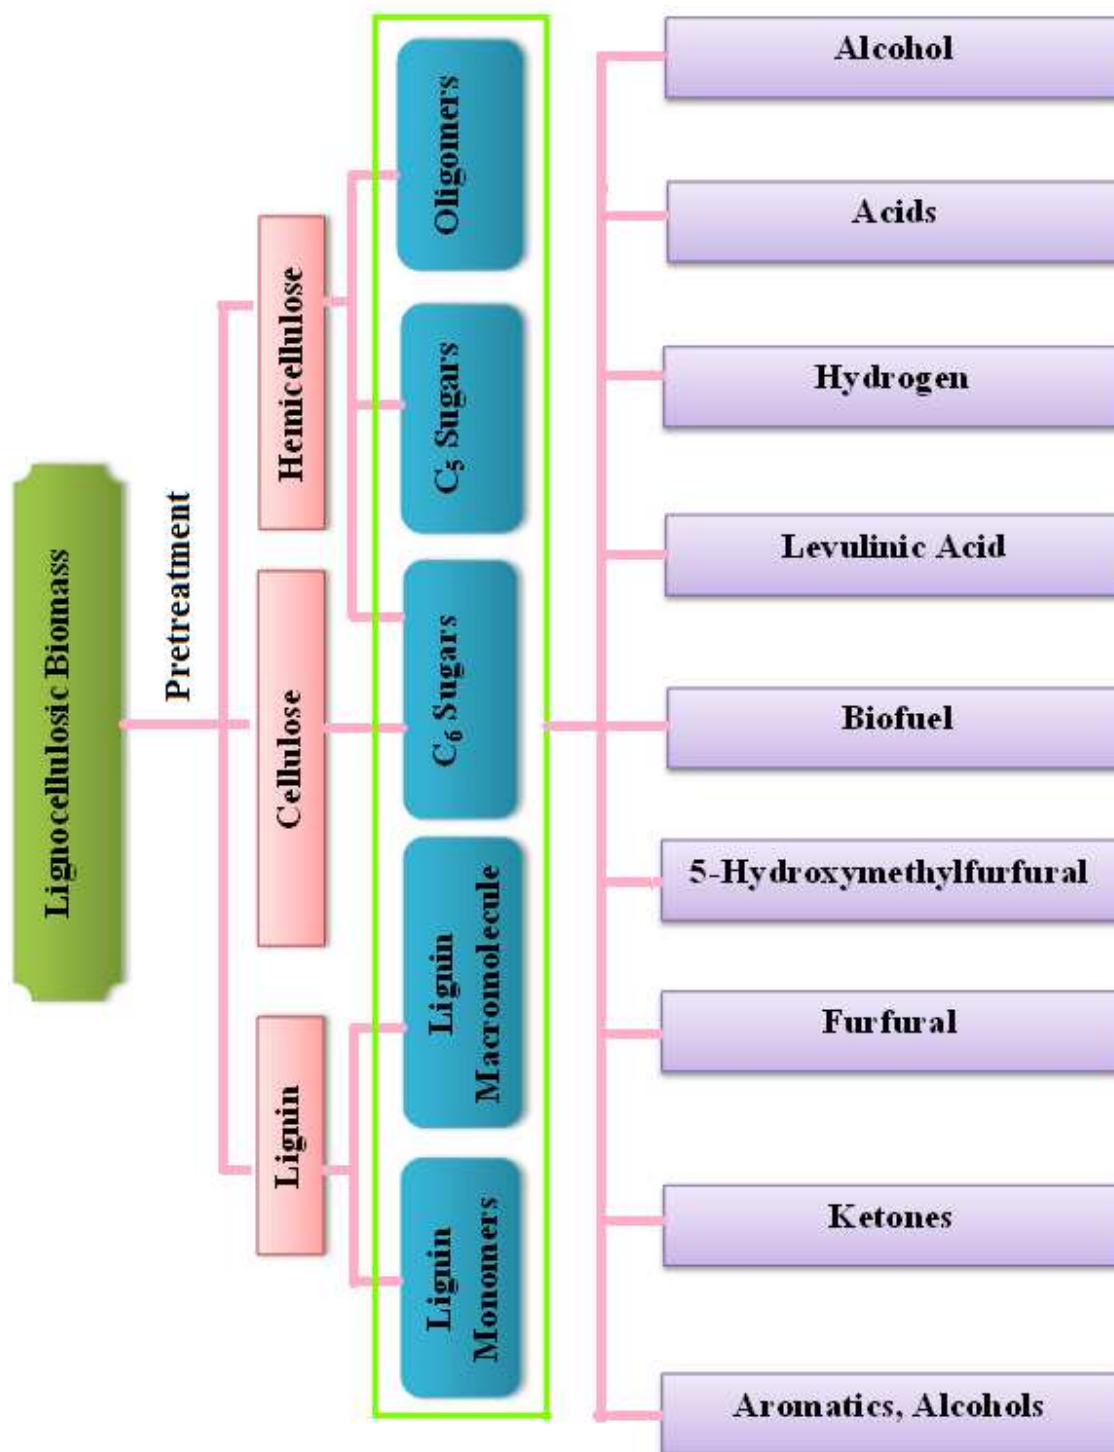 Lignocellulosic Biomass
Pretreatment
Hemicellulose
Cellulose
Lignin
Oligomers
C₅ Sugars
C₆ Sugars
Lignin
Macromolecule
Lignin
Monomers
Alcohol
Acids
Hydrogen
Levulinic Acid
Biofuel
5-Hydroxymethylfurfural
Furfural
Ketones
Aromatics, Alcohols